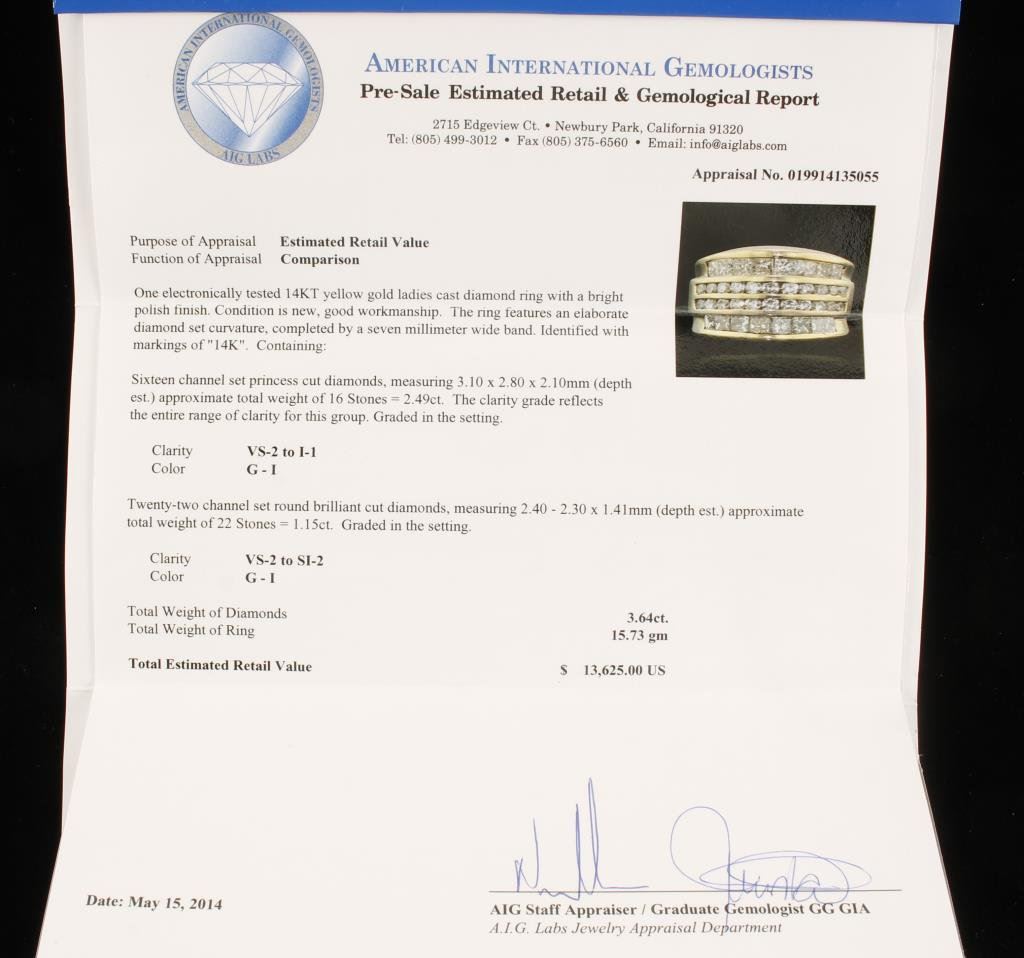 AMERICAN INTERNATIONAL GEMOLOGISTS
AIG LABS
AMERICAN INTERNATIONAL GEMOLOGISTS
Pre-Sale Estimated Retail & Gemological Report
2715 Edgeview Ct. • Newbury Park, California 91320
Tel: (805) 499-3012 • Fax (805) 375-6560 • Email: info@aiglabs.com
Appraisal No. 019914135055
Purpose of Appraisal Estimated Retail Value
Function of Appraisal Comparison
One electronically tested 14KT yellow gold ladies cast diamond ring with a bright
polish finish. Condition is new, good workmanship. The ring features an elaborate
diamond set curvature, completed by a seven millimeter wide band. Identified with
markings of "14K". Containing:
Sixteen channel set princess cut diamonds, measuring 3.10 x 2.80 x 2.10mm (depth
est.) approximate total weight of 16 Stones = 2.49ct. The clarity grade reflects
the entire range of clarity for this group. Graded in the setting.
Clarity VS-2 to I-1
Color G - I
Twenty-two channel set round brilliant cut diamonds, measuring 2.40 - 2.30 x 1.41mm (depth est.) approximate
total weight of 22 Stones = 1.15ct. Graded in the setting.
Clarity VS-2 to SI-2
Color G - I
Total Weight of Diamonds 3.64ct.
Total Weight of Ring 15.73 gm
Total Estimated Retail Value $ 13,625.00 US
Date: May 15, 2014
AIG Staff Appraiser / Graduate Gemologist GG GIA
A.I.G. Labs Jewelry Appraisal Department